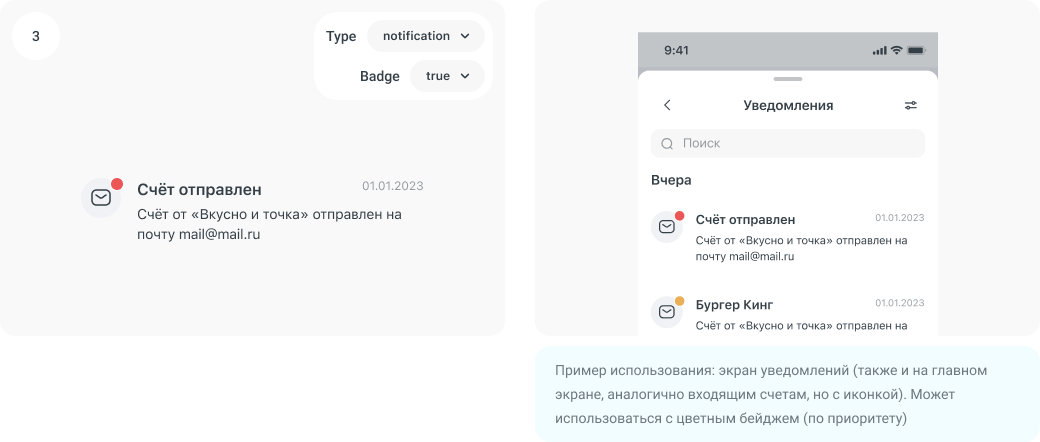 3
Type notification
Badge true
Счёт отправлен 01.01.2023
Счёт от «Вкусно и точка» отправлен на
почту mail@mail.ru
9:41
Уведомления
Поиск
Вчера
Счёт отправлен 01.01.2023
Счёт от «Вкусно и точка» отправлен на
почту mail@mail.ru
Бургер Кинг 01.01.2023
Счёт от «Вкусно и точка» отправлен на
Пример использования: экран уведомлений (также и на главном
экране, аналогично входящим счетам, но с иконкой). Может
использоваться с цветным бейджем (по приоритету)